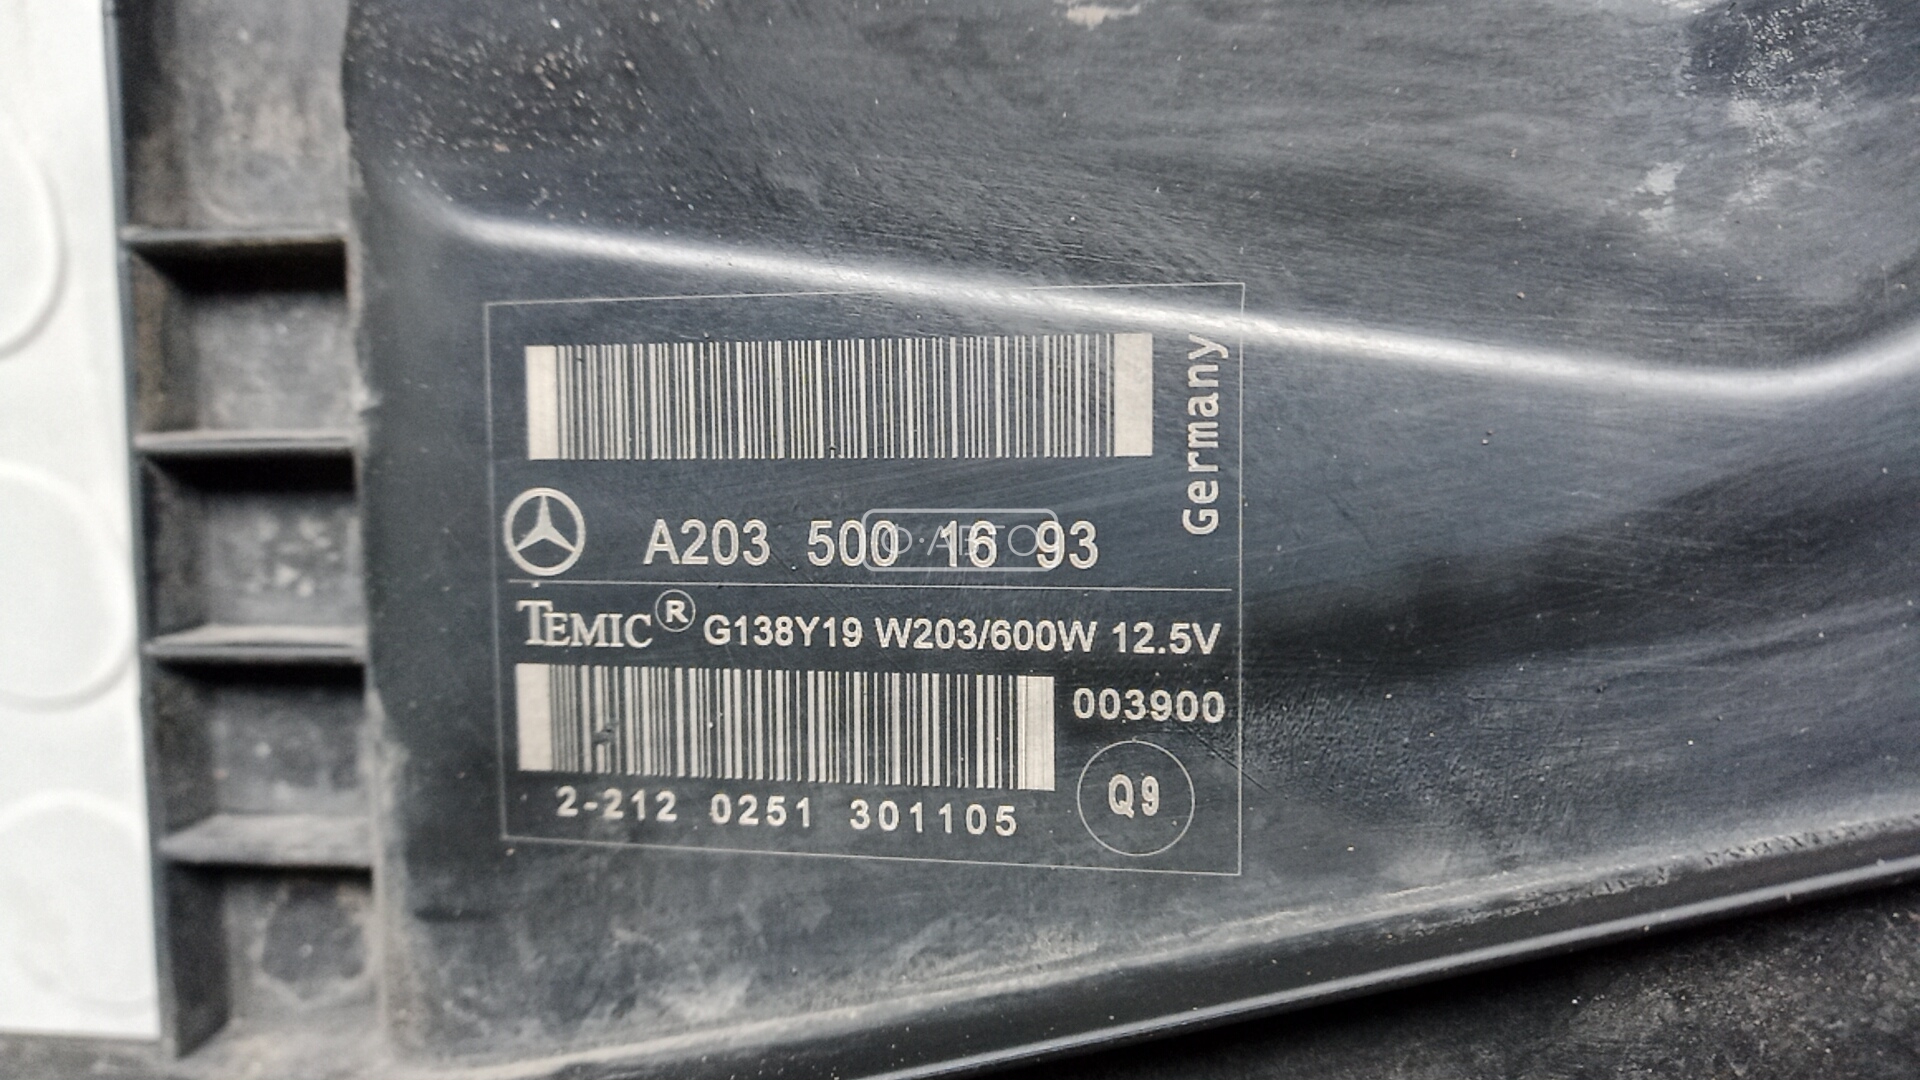 Germany
A203 500 16 93
TEMIC® G138Y19 W203/600W 12.5V
003900
2-212 0251 301105
Q9